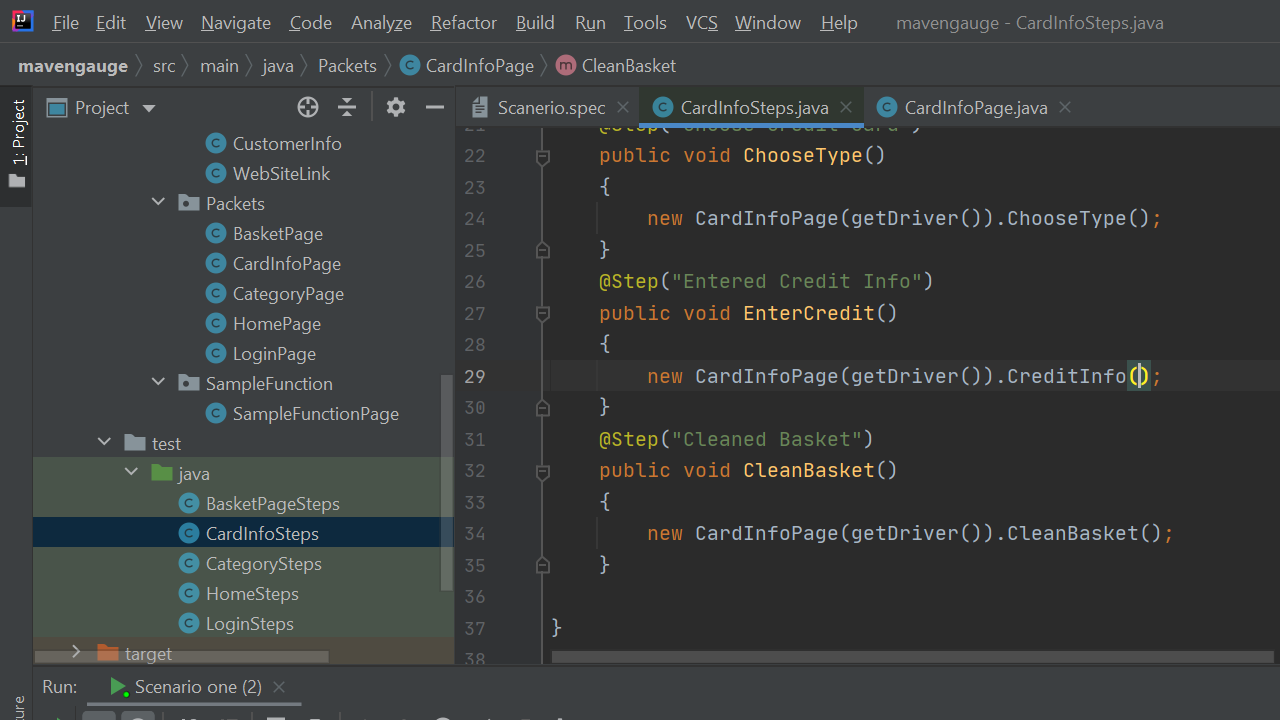 File Edit View Navigate Code Analyze Refactor Build Run Tools VCS Window Help mavengauge - CardInfoSteps.java
mavengauge src main java Packets CardInfoPage CleanBasket
1: Project
Project
CustomerInfo
WebSiteLink
Packets
BasketPage
CardInfoPage
CategoryPage
HomePage
LoginPage
SampleFunction
SampleFunctionPage
test
java
BasketPageSteps
CardInfoSteps
CategorySteps
HomeSteps
LoginSteps
target
Scanerio.spec CardInfoSteps.java CardInfoPage.java
21 @Step("Choose Credit Card")
22 public void ChooseType()
23 {
24 new CardInfoPage(getDriver()).ChooseType();
25 }
26 @Step("Entered Credit Info")
27 public void EnterCredit()
28 {
29 new CardInfoPage(getDriver()).CreditInfo();
30 }
31 @Step("Cleaned Basket")
32 public void CleanBasket()
33 {
34 new CardInfoPage(getDriver()).CleanBasket();
35 }
36
37 }
38
Run: Scenario one (2)